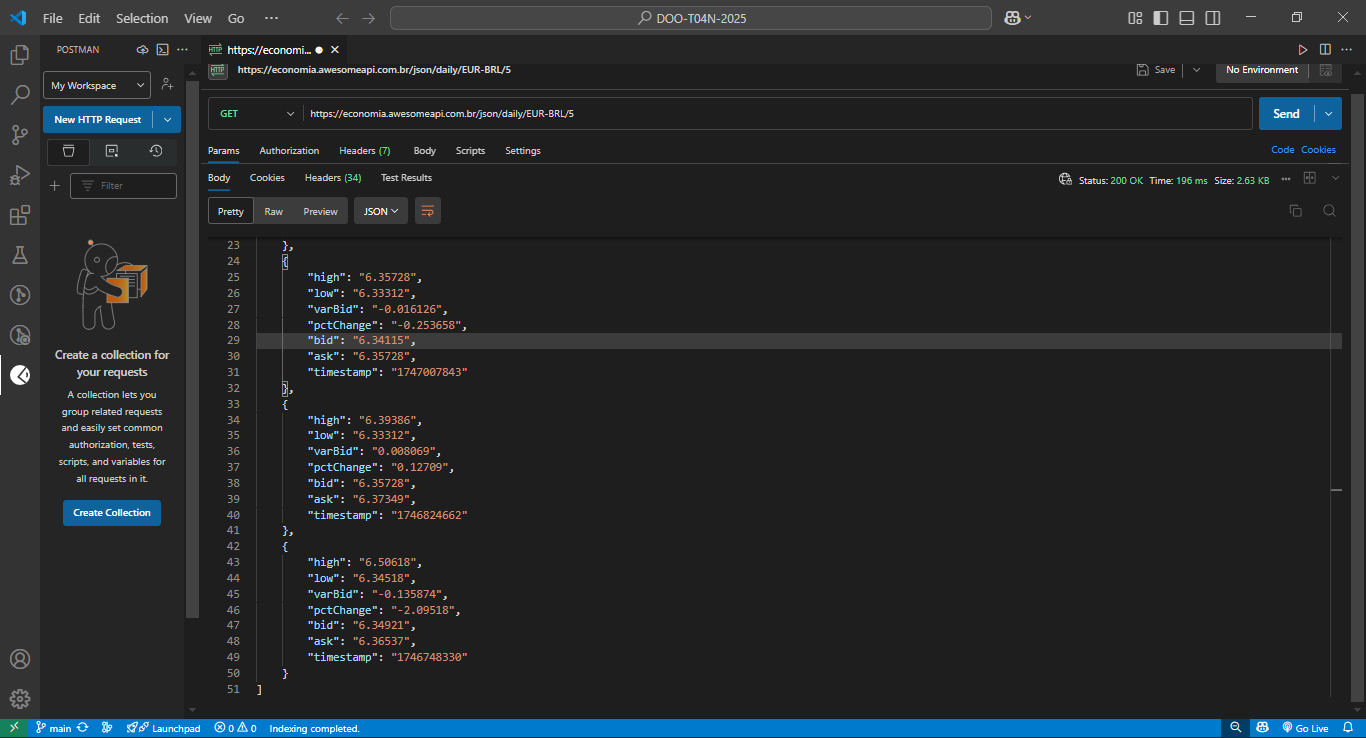 File Edit Selection View Go ··· DOO-T04N-2025
POSTMAN
https://economi...
My Workspace
New HTTP Request
Filter
Create a collection for
your requests
A collection lets you
group related requests
and easily set common
authorization, tests,
scripts, and variables for
all requests in it.
Create Collection
HTTP https://economia.awesomeapi.com.br/json/daily/EUR-BRL/5 Save No Environment
GET https://economia.awesomeapi.com.br/json/daily/EUR-BRL/5 Send
Params Authorization Headers (7) Body Scripts Settings Code Cookies
Body Cookies Headers (34) Test Results Status: 200 OK Time: 196 ms Size: 2.63 KB
Pretty Raw Preview JSON
23 },
24 {
25 "high": "6.35728",
26 "low": "6.33312",
27 "varBid": "-0.016126",
28 "pctChange": "-0.253658",
29 "bid": "6.34115",
30 "ask": "6.35728",
31 "timestamp": "1747007843"
32 },
33 {
34 "high": "6.39386",
35 "low": "6.33312",
36 "varBid": "0.008069",
37 "pctChange": "0.12709",
38 "bid": "6.35728",
39 "ask": "6.37349",
40 "timestamp": "1746824662"
41 },
42 {
43 "high": "6.50618",
44 "low": "6.34518",
45 "varBid": "-0.135874",
46 "pctChange": "-2.09518",
47 "bid": "6.34921",
48 "ask": "6.36537",
49 "timestamp": "1746748330"
50 }
51 ]
main Launchpad 0 0 Indexing completed. Go Live